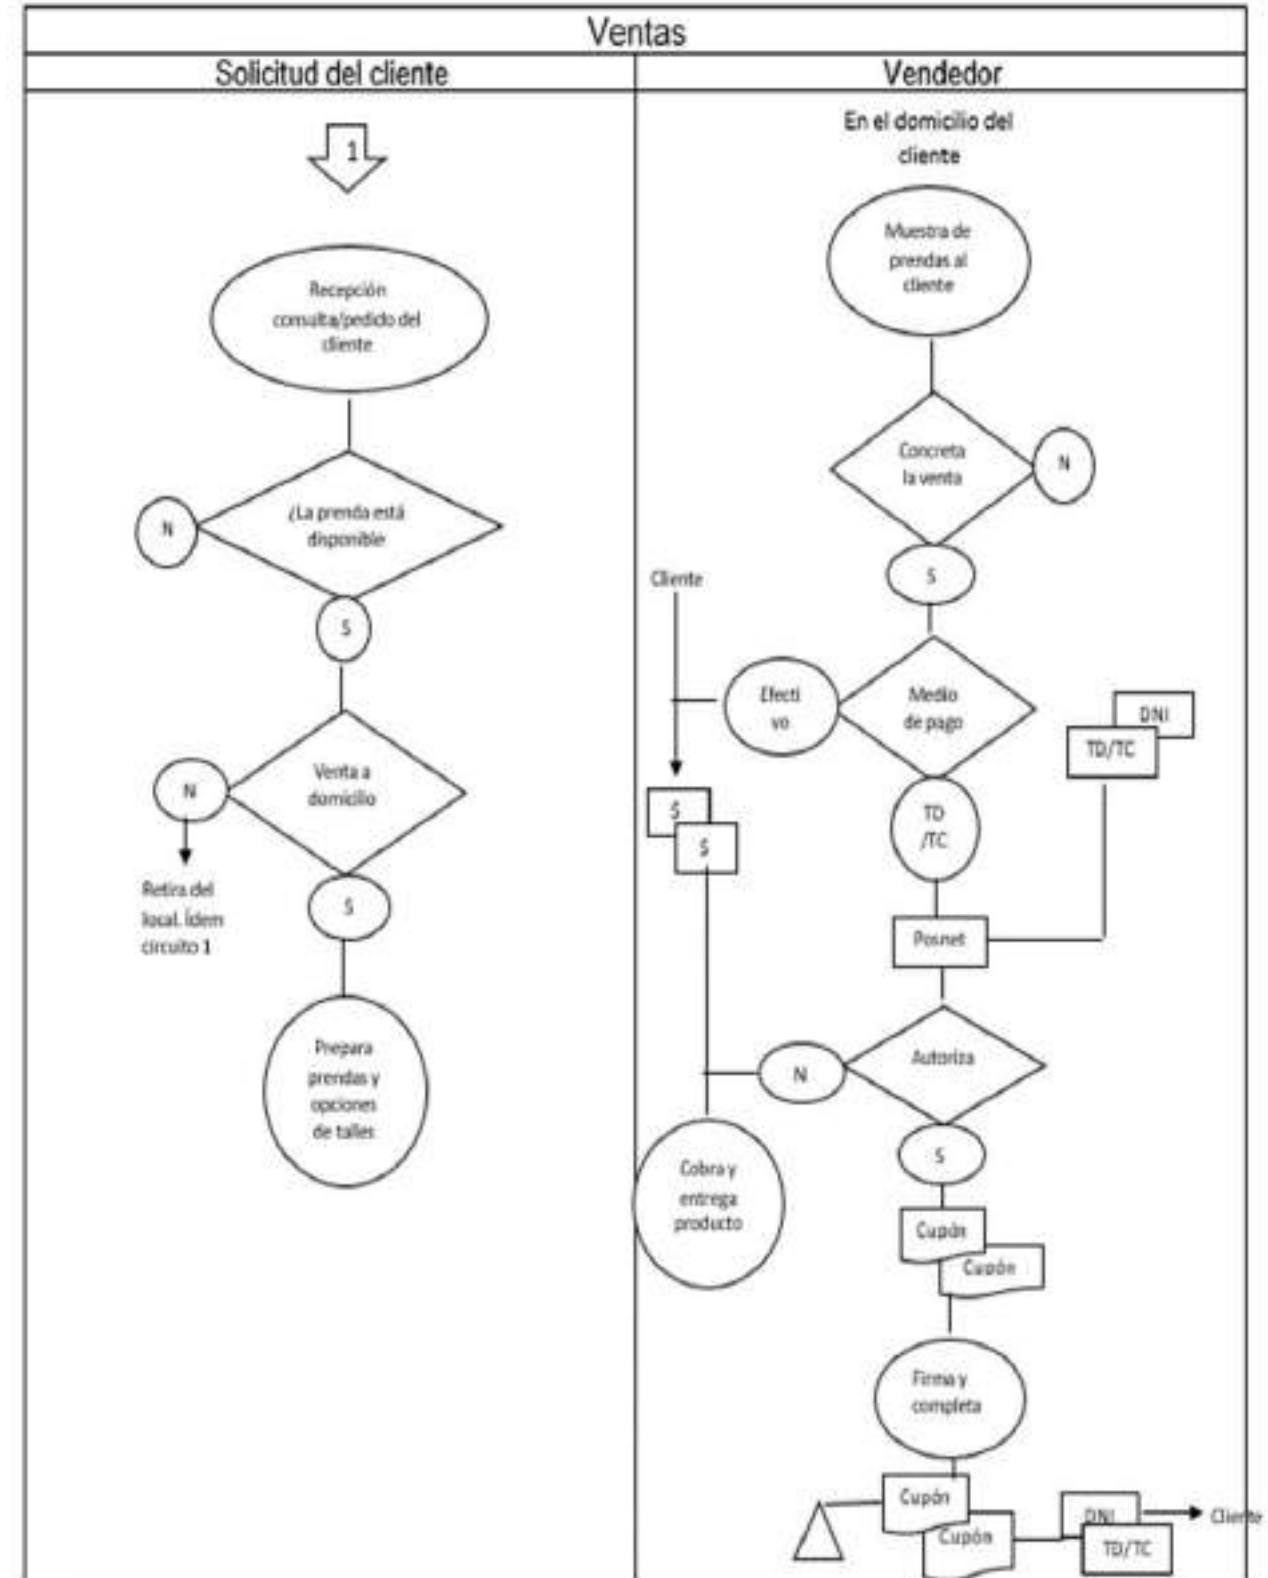 Ventas
Solicitud del cliente
Vendedor
1
Recepción
consulta/pedido del
cliente
¿La prenda está
disponible
N
S
Venta a
domicilio
N
Retira del
local. Ídem
circuito 1
S
Prepara
prendas y
opciones
de talles
En el domicilio del
cliente
Muestra de
prendas al
cliente
Concreta
la venta
N
S
Cliente
Efecti
vo
Medio
de pago
DNI
TD/TC
$
$
TD
/TC
Posnet
Autoriza
N
S
Cobra y
entrega
producto
Cupón
Cupón
Firma y
completa
Cupón
Cupón
DNI
TD/TC
Cliente